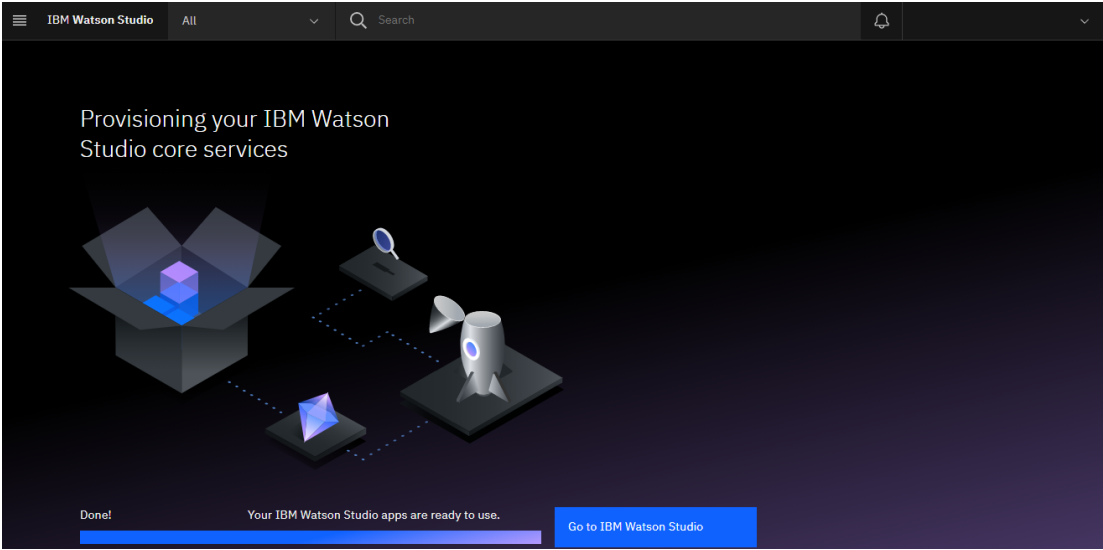 IBM Watson Studio
All
Search
Provisioning your IBM Watson
Studio core services
Done!
Your IBM Watson Studio apps are ready to use.
Go to IBM Watson Studio